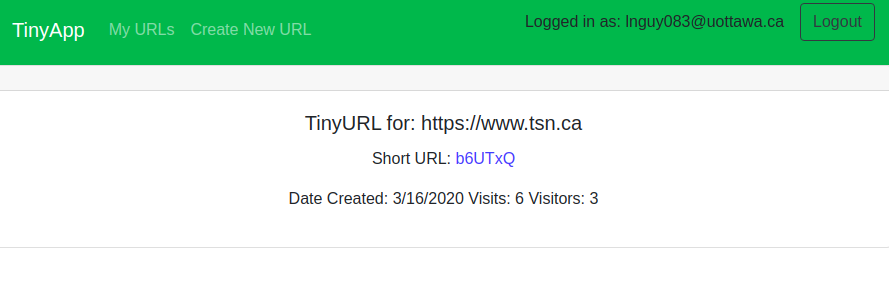 TinyApp My URLs Create New URL Logged in as: lnguy083@uottawa.ca Logout
TinyURL for: https://www.tsn.ca
Short URL: b6UTxQ
Date Created: 3/16/2020 Visits: 6 Visitors: 3